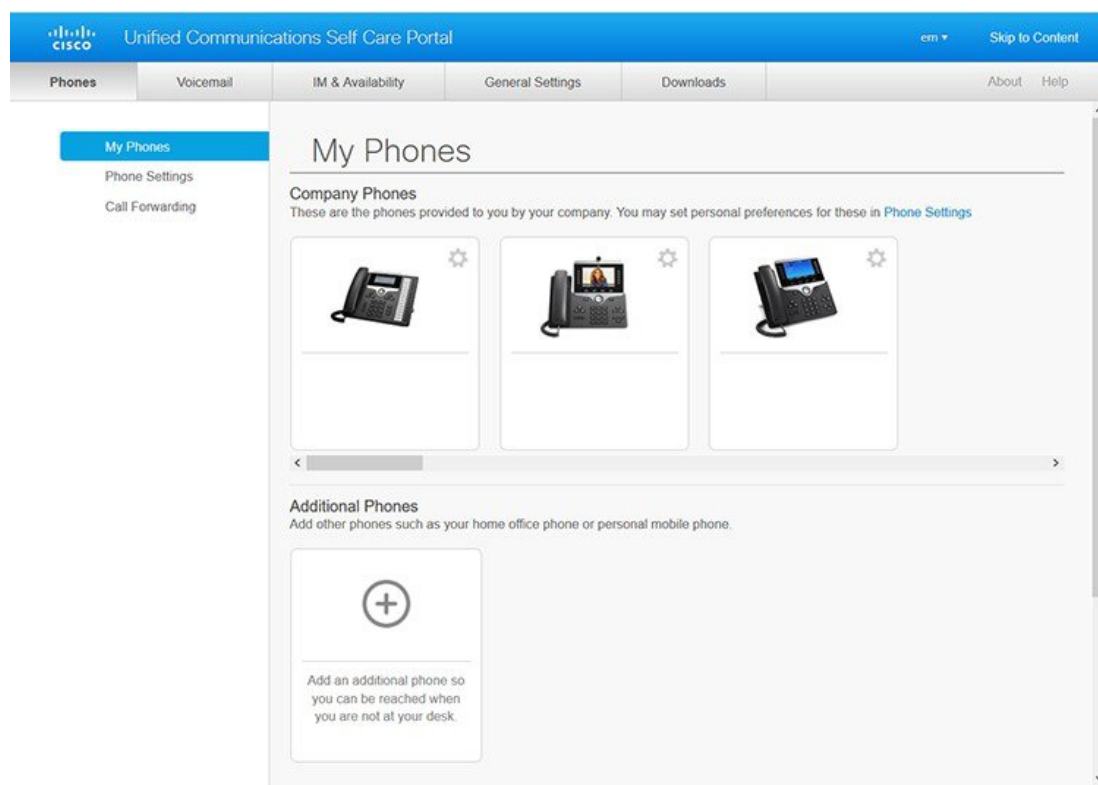 CISCO
Unified Communications Self Care Portal
em ▾
Skip to Content
Phones
Voicemail
IM & Availability
General Settings
Downloads
About
Help
My Phones
Phone Settings
Call Forwarding
My Phones
Company Phones
These are the phones provided to you by your company. You may set personal preferences for these in Phone Settings
Additional Phones
Add other phones such as your home office phone or personal mobile phone.
Add an additional phone so
you can be reached when
you are not at your desk.